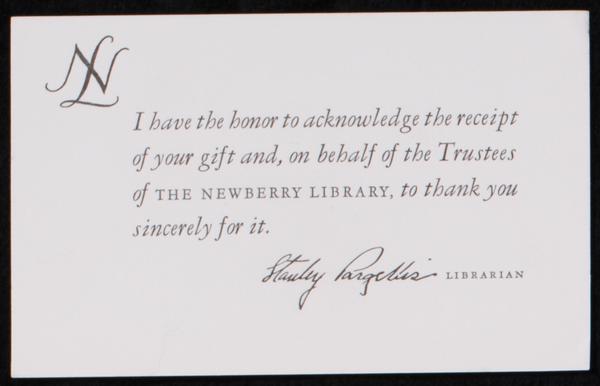 NL
I have the honor to acknowledge the receipt
of your gift and, on behalf of the Trustees
of THE NEWBERRY LIBRARY, to thank you
sincerely for it.
Stanley Pargellis LIBRARIAN